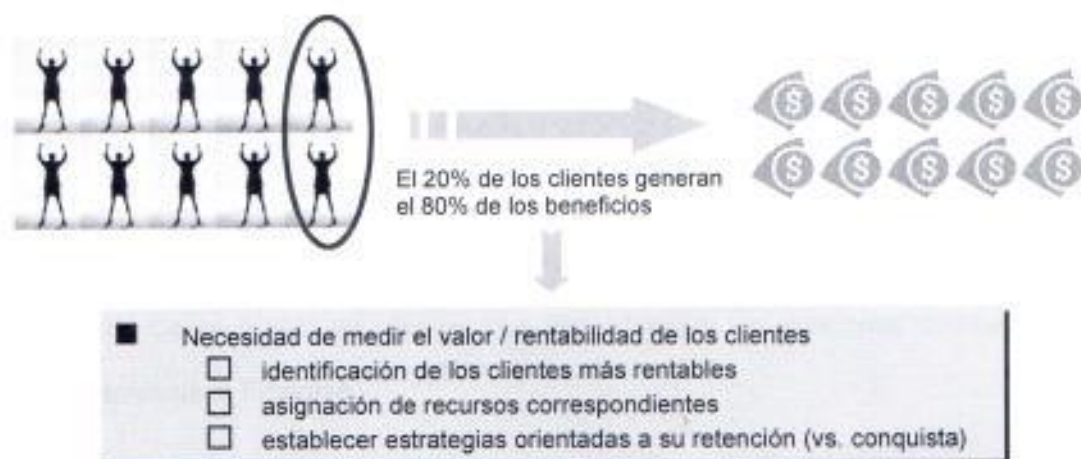 $ $ $ $ $
$ $ $ $ $
El 20% de los clientes generan
el 80% de los beneficios
■ Necesidad de medir el valor / rentabilidad de los clientes
□ identificación de los clientes más rentables
□ asignación de recursos correspondientes
□ establecer estrategias orientadas a su retención (vs. conquista)